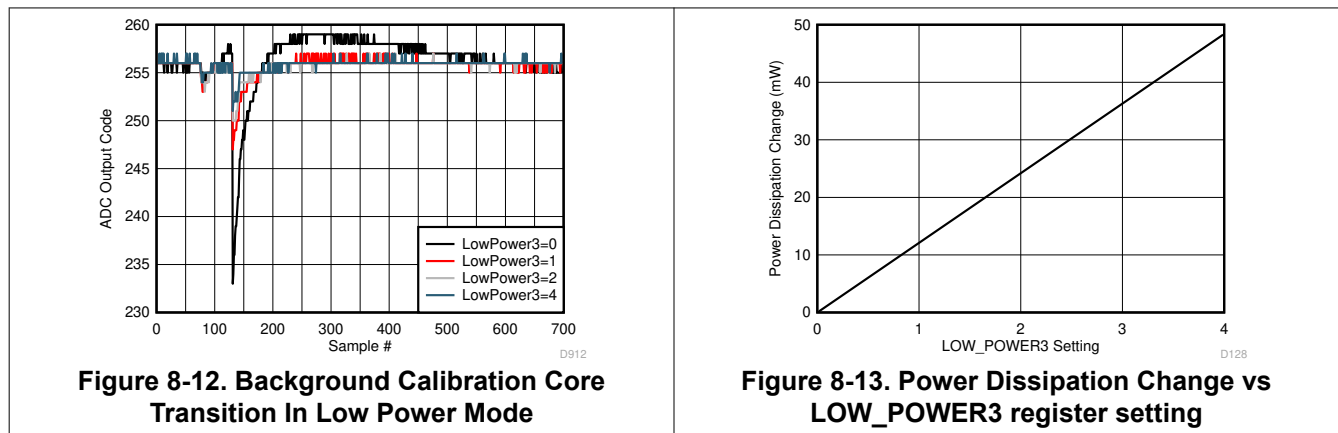 260
255
250
245
240
235
230
ADC Output Code
LowPower3=0
LowPower3=1
LowPower3=2
LowPower3=4
0 100 200 300 400 500 600 700
Sample #
D912
Figure 8-12. Background Calibration Core
Transition In Low Power Mode
50
40
30
20
10
0
Power Dissipation Change (mW)
0 1 2 3 4
LOW_POWER3 Setting
D128
Figure 8-13. Power Dissipation Change vs
LOW_POWER3 register setting